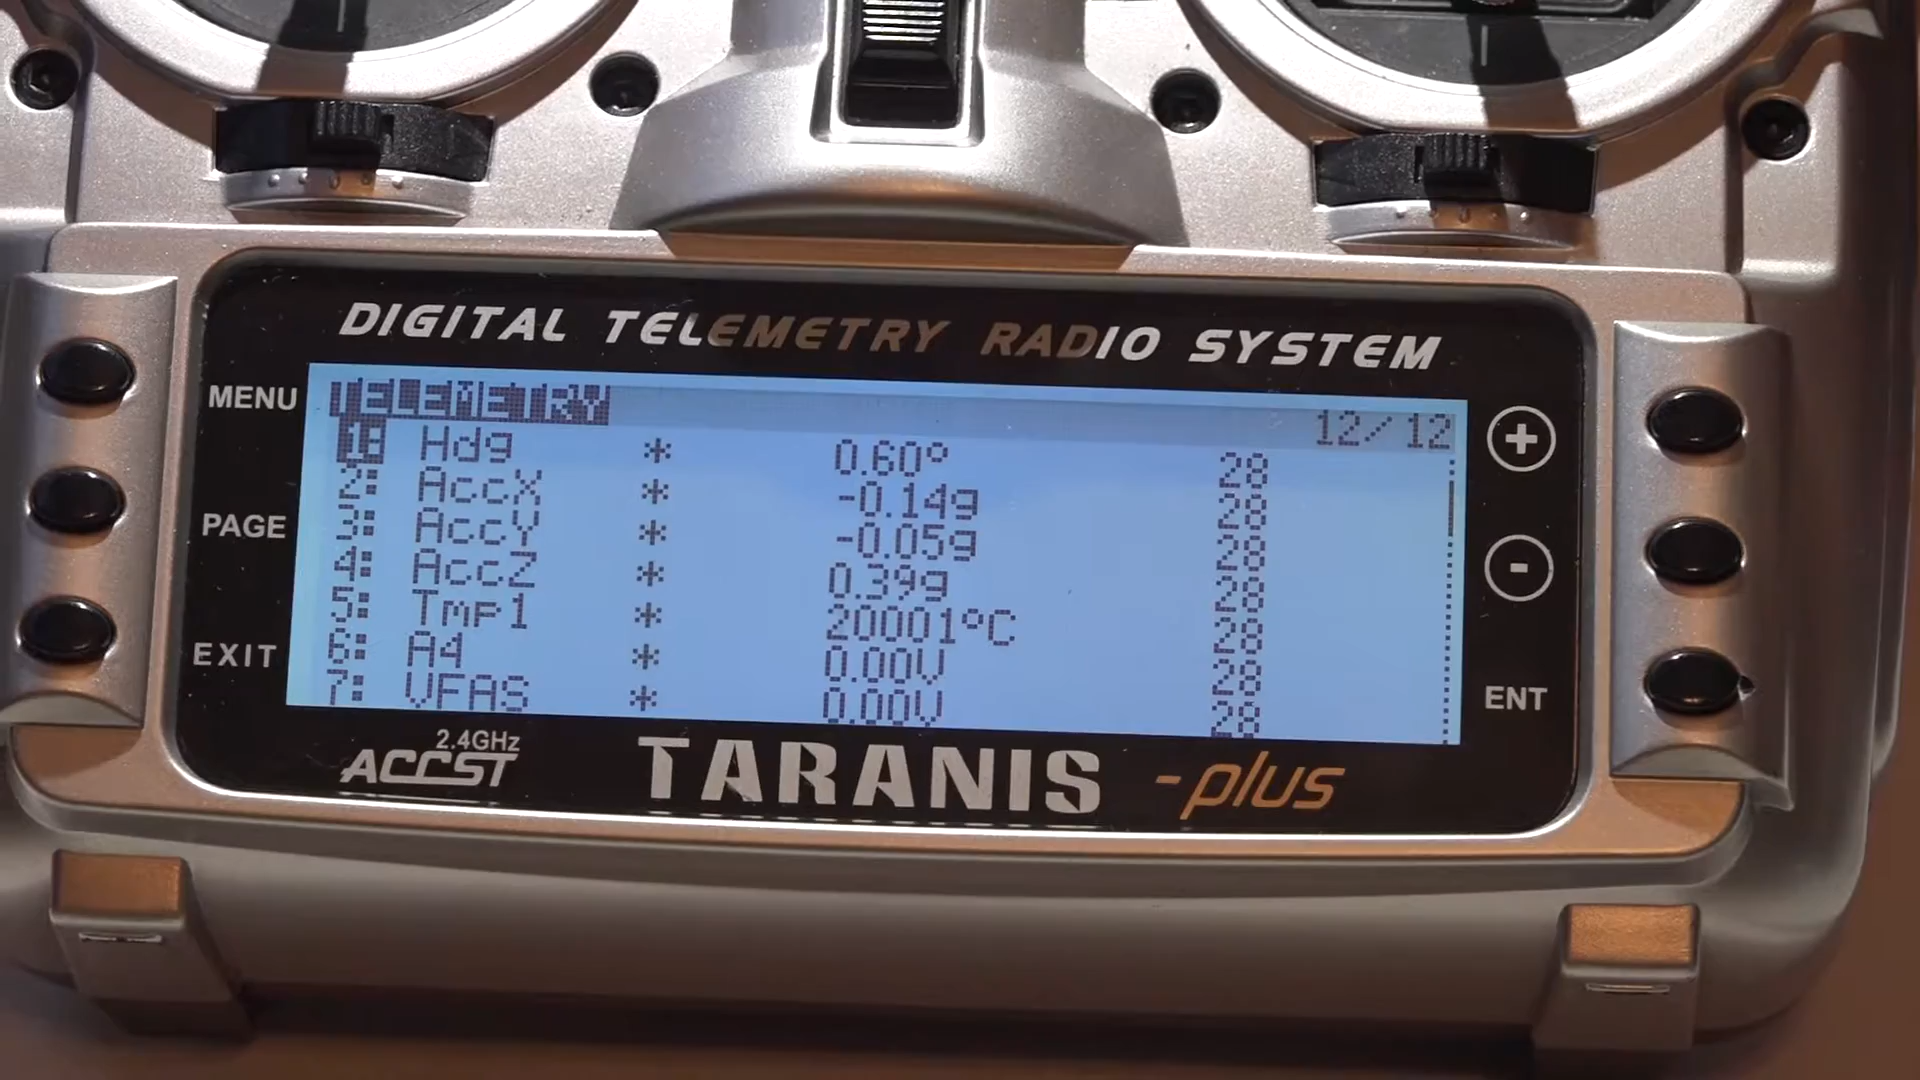 DIGITAL TELEMETRY RADIO SYSTEM
MENU
PAGE
EXIT
TELEMETRY 12/12
1: Hdg * 0.60º 28
2: AccX * -0.14g 28
3: AccY * -0.05g 28
4: AccZ * 0.39g 28
5: Tmp1 * 20001ºC 28
6: A4 * 0.00V 28
7: VFAS * 0.00V 28
+
-
ENT
2.4GHz
ACCST
TARANIS -plus